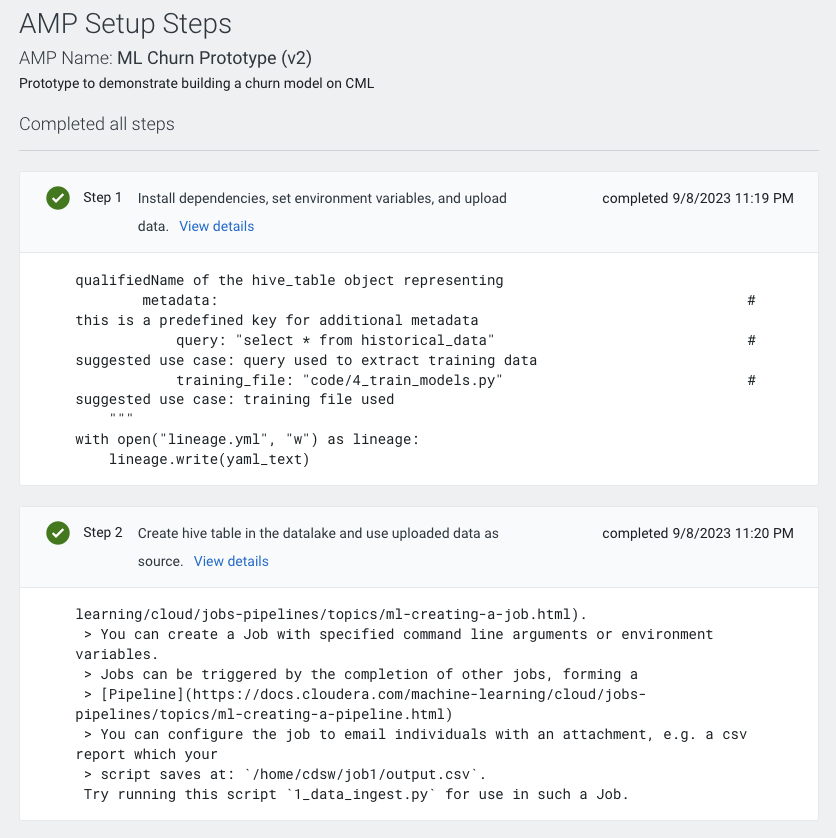 AMP Setup Steps
AMP Name: ML Churn Prototype (v2)
Prototype to demonstrate building a churn model on CML
Completed all steps
Step 1 Install dependencies, set environment variables, and upload completed 9/8/2023 11:19 PM
data. View details
qualifiedName of the hive_table object representing
metadata: #
this is a predefined key for additional metadata
query: "select * from historical_data" #
suggested use case: query used to extract training data
training_file: "code/4_train_models.py" #
suggested use case: training file used
"""
with open("lineage.yml", "w") as lineage:
lineage.write(yaml_text)
Step 2 Create hive table in the datalake and use uploaded data as completed 9/8/2023 11:20 PM
source. View details
learning/cloud/jobs-pipelines/topics/ml-creating-a-job.html).
> You can create a Job with specified command line arguments or environment
variables.
> Jobs can be triggered by the completion of other jobs, forming a
> [Pipeline](https://docs.cloudera.com/machine-learning/cloud/jobs-
pipelines/topics/ml-creating-a-pipeline.html)
> You can configure the job to email individuals with an attachment, e.g. a csv
report which your
> script saves at: `/home/cdsw/job1/output.csv`.
Try running this script `1_data_ingest.py` for use in such a Job.